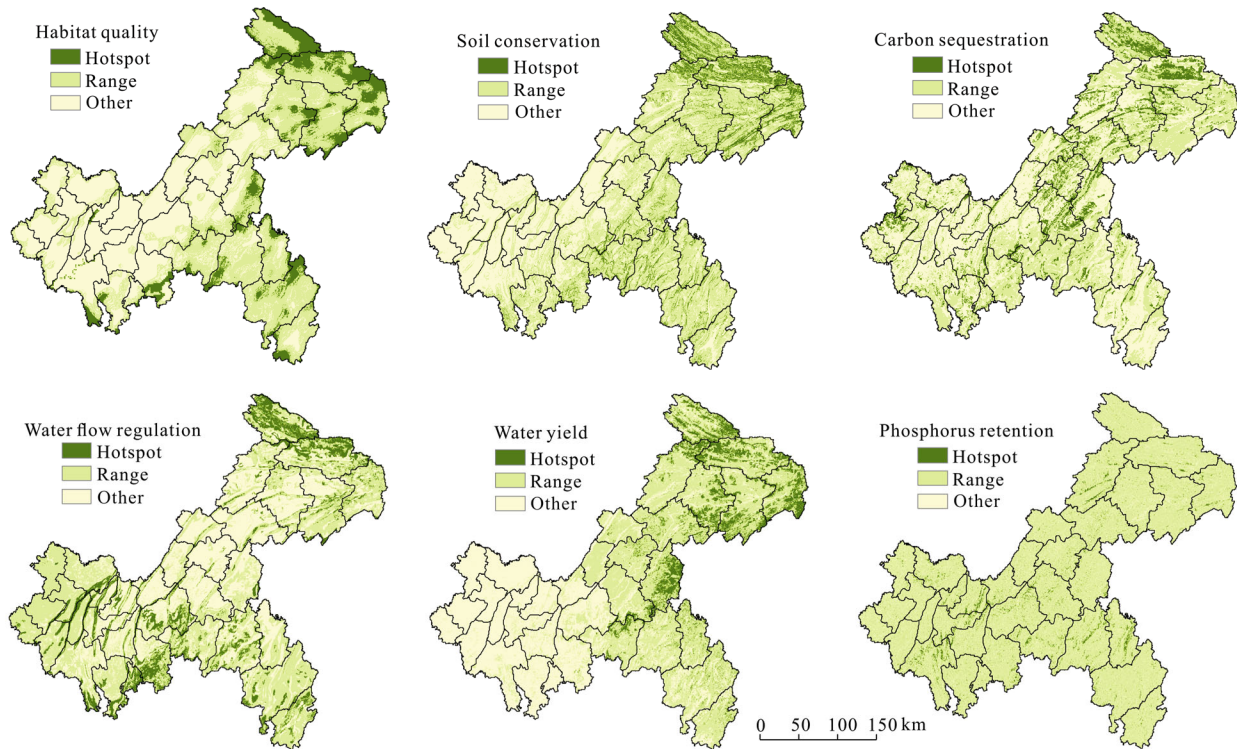 Habitat quality
Hotspot
Range
Other
Soil conservation
Hotspot
Range
Other
Carbon sequestration
Hotspot
Range
Other
Water flow regulation
Hotspot
Range
Other
Water yield
Hotspot
Range
Other
Phosphorus retention
Hotspot
Range
Other
0 50 100 150 km